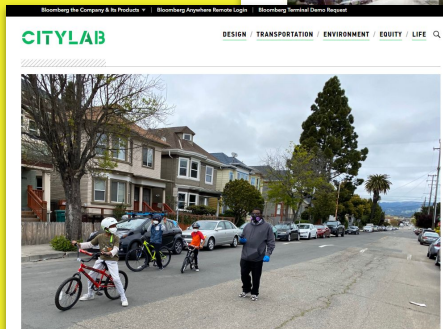 Bloomberg the Company & Its Products ▾ | Bloomberg Anywhere Remote Login | Bloomberg Terminal Demo Request
CITYLAB
DESIGN / TRANSPORTATION / ENVIRONMENT / EQUITY / LIFE